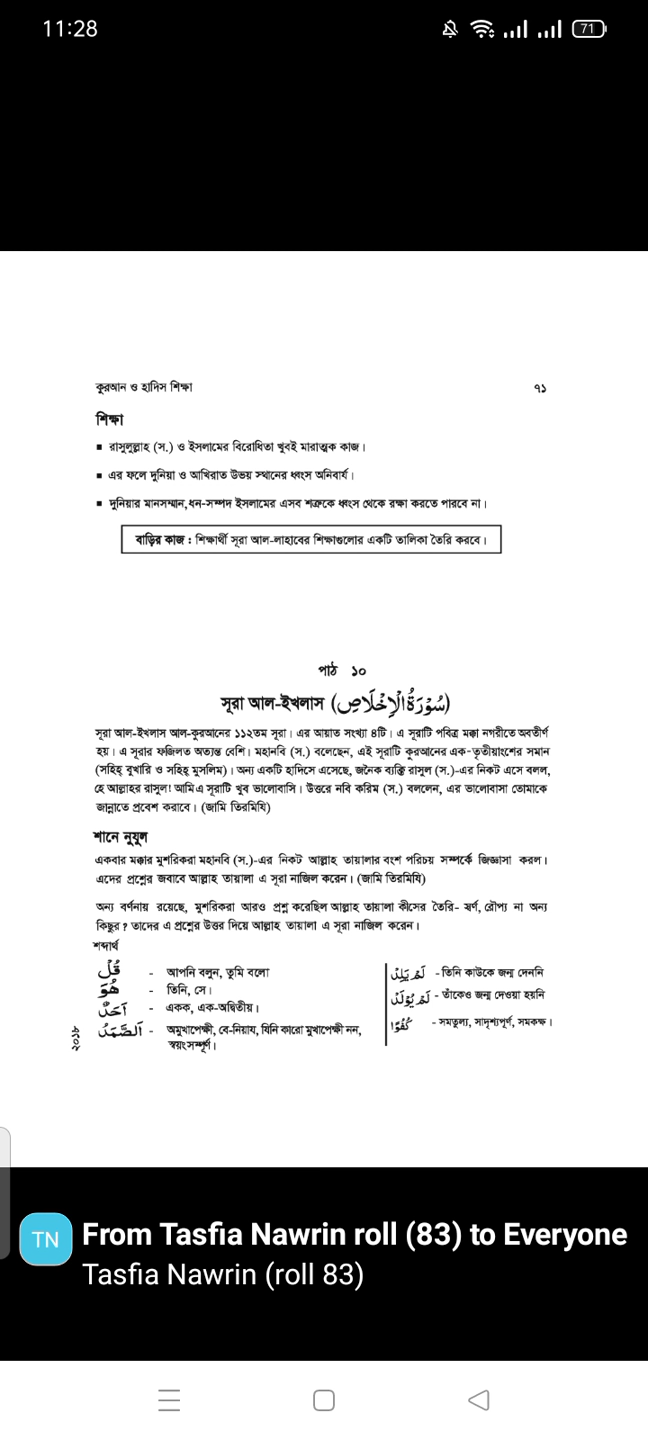 11:28
71
কুরআন ও হাদিস শিক্ষা ৭১
শিক্ষা
▪ রাসুলুল্লাহ (স.) ও ইসলামের বিরোধিতা খুবই মারাত্মক কাজ।
▪ এর ফলে দুনিয়া ও আখিরাত উভয় স্থানের ধ্বংস অনিবার্য।
▪ দুনিয়ার মানসম্মান,ধন-সম্পদ ইসলামের এসব শত্রুকে ধ্বংস থেকে রক্ষা করতে পারবে না।
বাড়ির কাজ : শিক্ষার্থী সূরা আল-লাহাবের শিক্ষাগুলোর একটি তালিকা তৈরি করবে।
পাঠ ১০
সূরা আল-ইখলাস (سُوْرَةُ الْإِخْلَاصِ)
সূরা আল-ইখলাস আল-কুরআনের ১১২তম সূরা। এর আয়াত সংখ্যা ৪টি। এ সূরাটি পবিত্র মক্কা নগরীতে অবতীর্ণ
হয়। এ সূরার ফজিলত অত্যন্ত বেশি। মহানবি (স.) বলেছেন, এই সূরাটি কুরআনের এক-তৃতীয়াংশের সমান
(সহিহ্ বুখারি ও সহিহ্ মুসলিম)। অন্য একটি হাদিসে এসেছে, জনৈক ব্যক্তি রাসুল (স.)-এর নিকট এসে বলল,
হে আল্লাহর রাসুল! আমি এ সূরাটি খুব ভালোবাসি। উত্তরে নবি করিম (স.) বললেন, এর ভালোবাসা তোমাকে
জান্নাতে প্রবেশ করাবে। (জামি তিরমিযি)
শানে নুযুল
একবার মক্কার মুশরিকরা মহানবি (স.)-এর নিকট আল্লাহ তায়ালার বংশ পরিচয় সম্পর্কে জিজ্ঞাসা করল।
এদের প্রশ্নের জবাবে আল্লাহ তায়ালা এ সূরা নাজিল করেন। (জামি তিরমিযি)
অন্য বর্ণনায় রয়েছে, মুশরিকরা আরও প্রশ্ন করেছিল আল্লাহ তায়ালা কীসের তৈরি- স্বর্ণ, রৌপ্য না অন্য
কিছুর? তাদের এ প্রশ্নের উত্তর দিয়ে আল্লাহ তায়ালা এ সূরা নাজিল করেন।
শব্দার্থ
قُلْ - আপনি বলুন, তুমি বলো
هُوَ - তিনি, সে।
اَحَدٌ - একক, এক-অদ্বিতীয়।
اَلصَّمَدُ - অমুখাপেক্ষী, বে-নিয়ায, যিনি কারো মুখাপেক্ষী নন,
স্বয়ংসম্পূর্ণ।
لَمْ يَلِدْ - তিনি কাউকে জন্ম দেননি
لَمْ يُوْلَدْ - তাঁকেও জন্ম দেওয়া হয়নি
كُفُوًا - সমতুল্য, সাদৃশ্যপূর্ণ, সমকক্ষ।
২০১৮
TN
From Tasfia Nawrin roll (83) to Everyone
Tasfia Nawrin (roll 83)